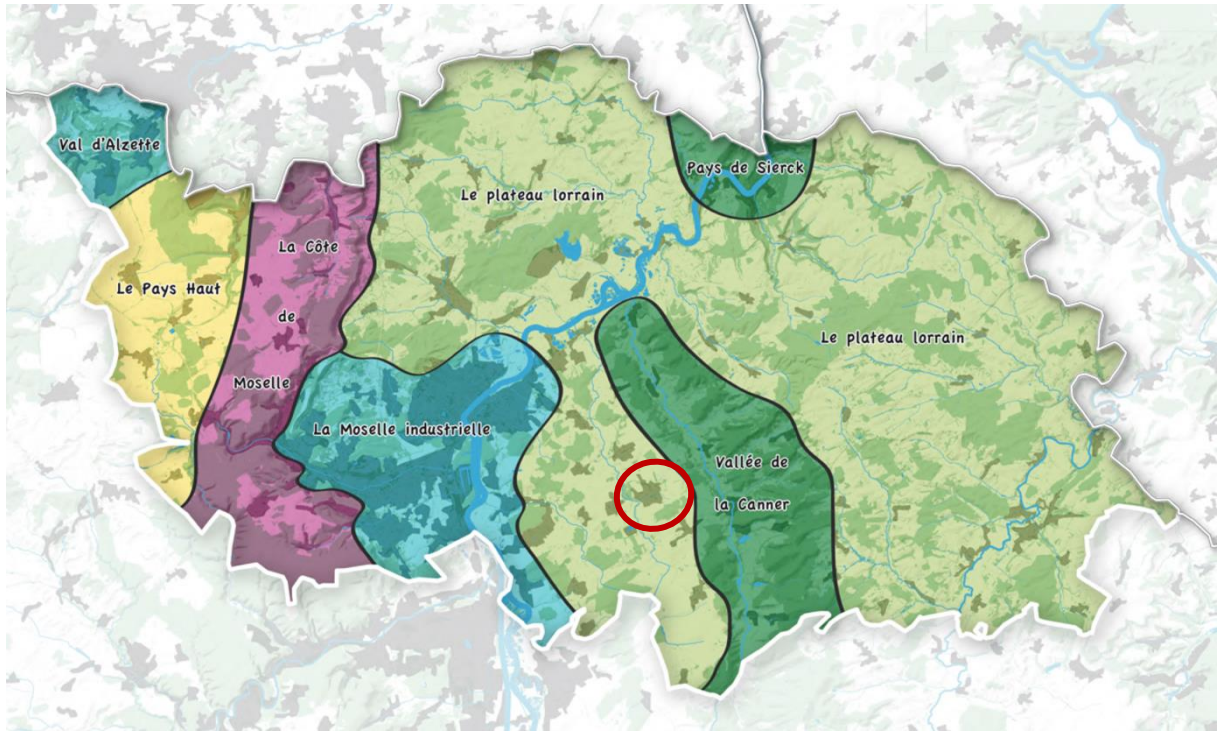 Val d'Alzette
Pays de Sierck
Le plateau lorrain
La Côte
de
Moselle
Le Pays Haut
Le plateau lorrain
La Moselle industrielle
Vallée de
la Canner